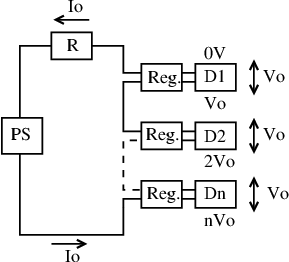 Io
R
0V
Reg. D1 Vo
Vo
PS
Reg. D2 Vo
2Vo
Reg. Dn Vo
nVo
Io